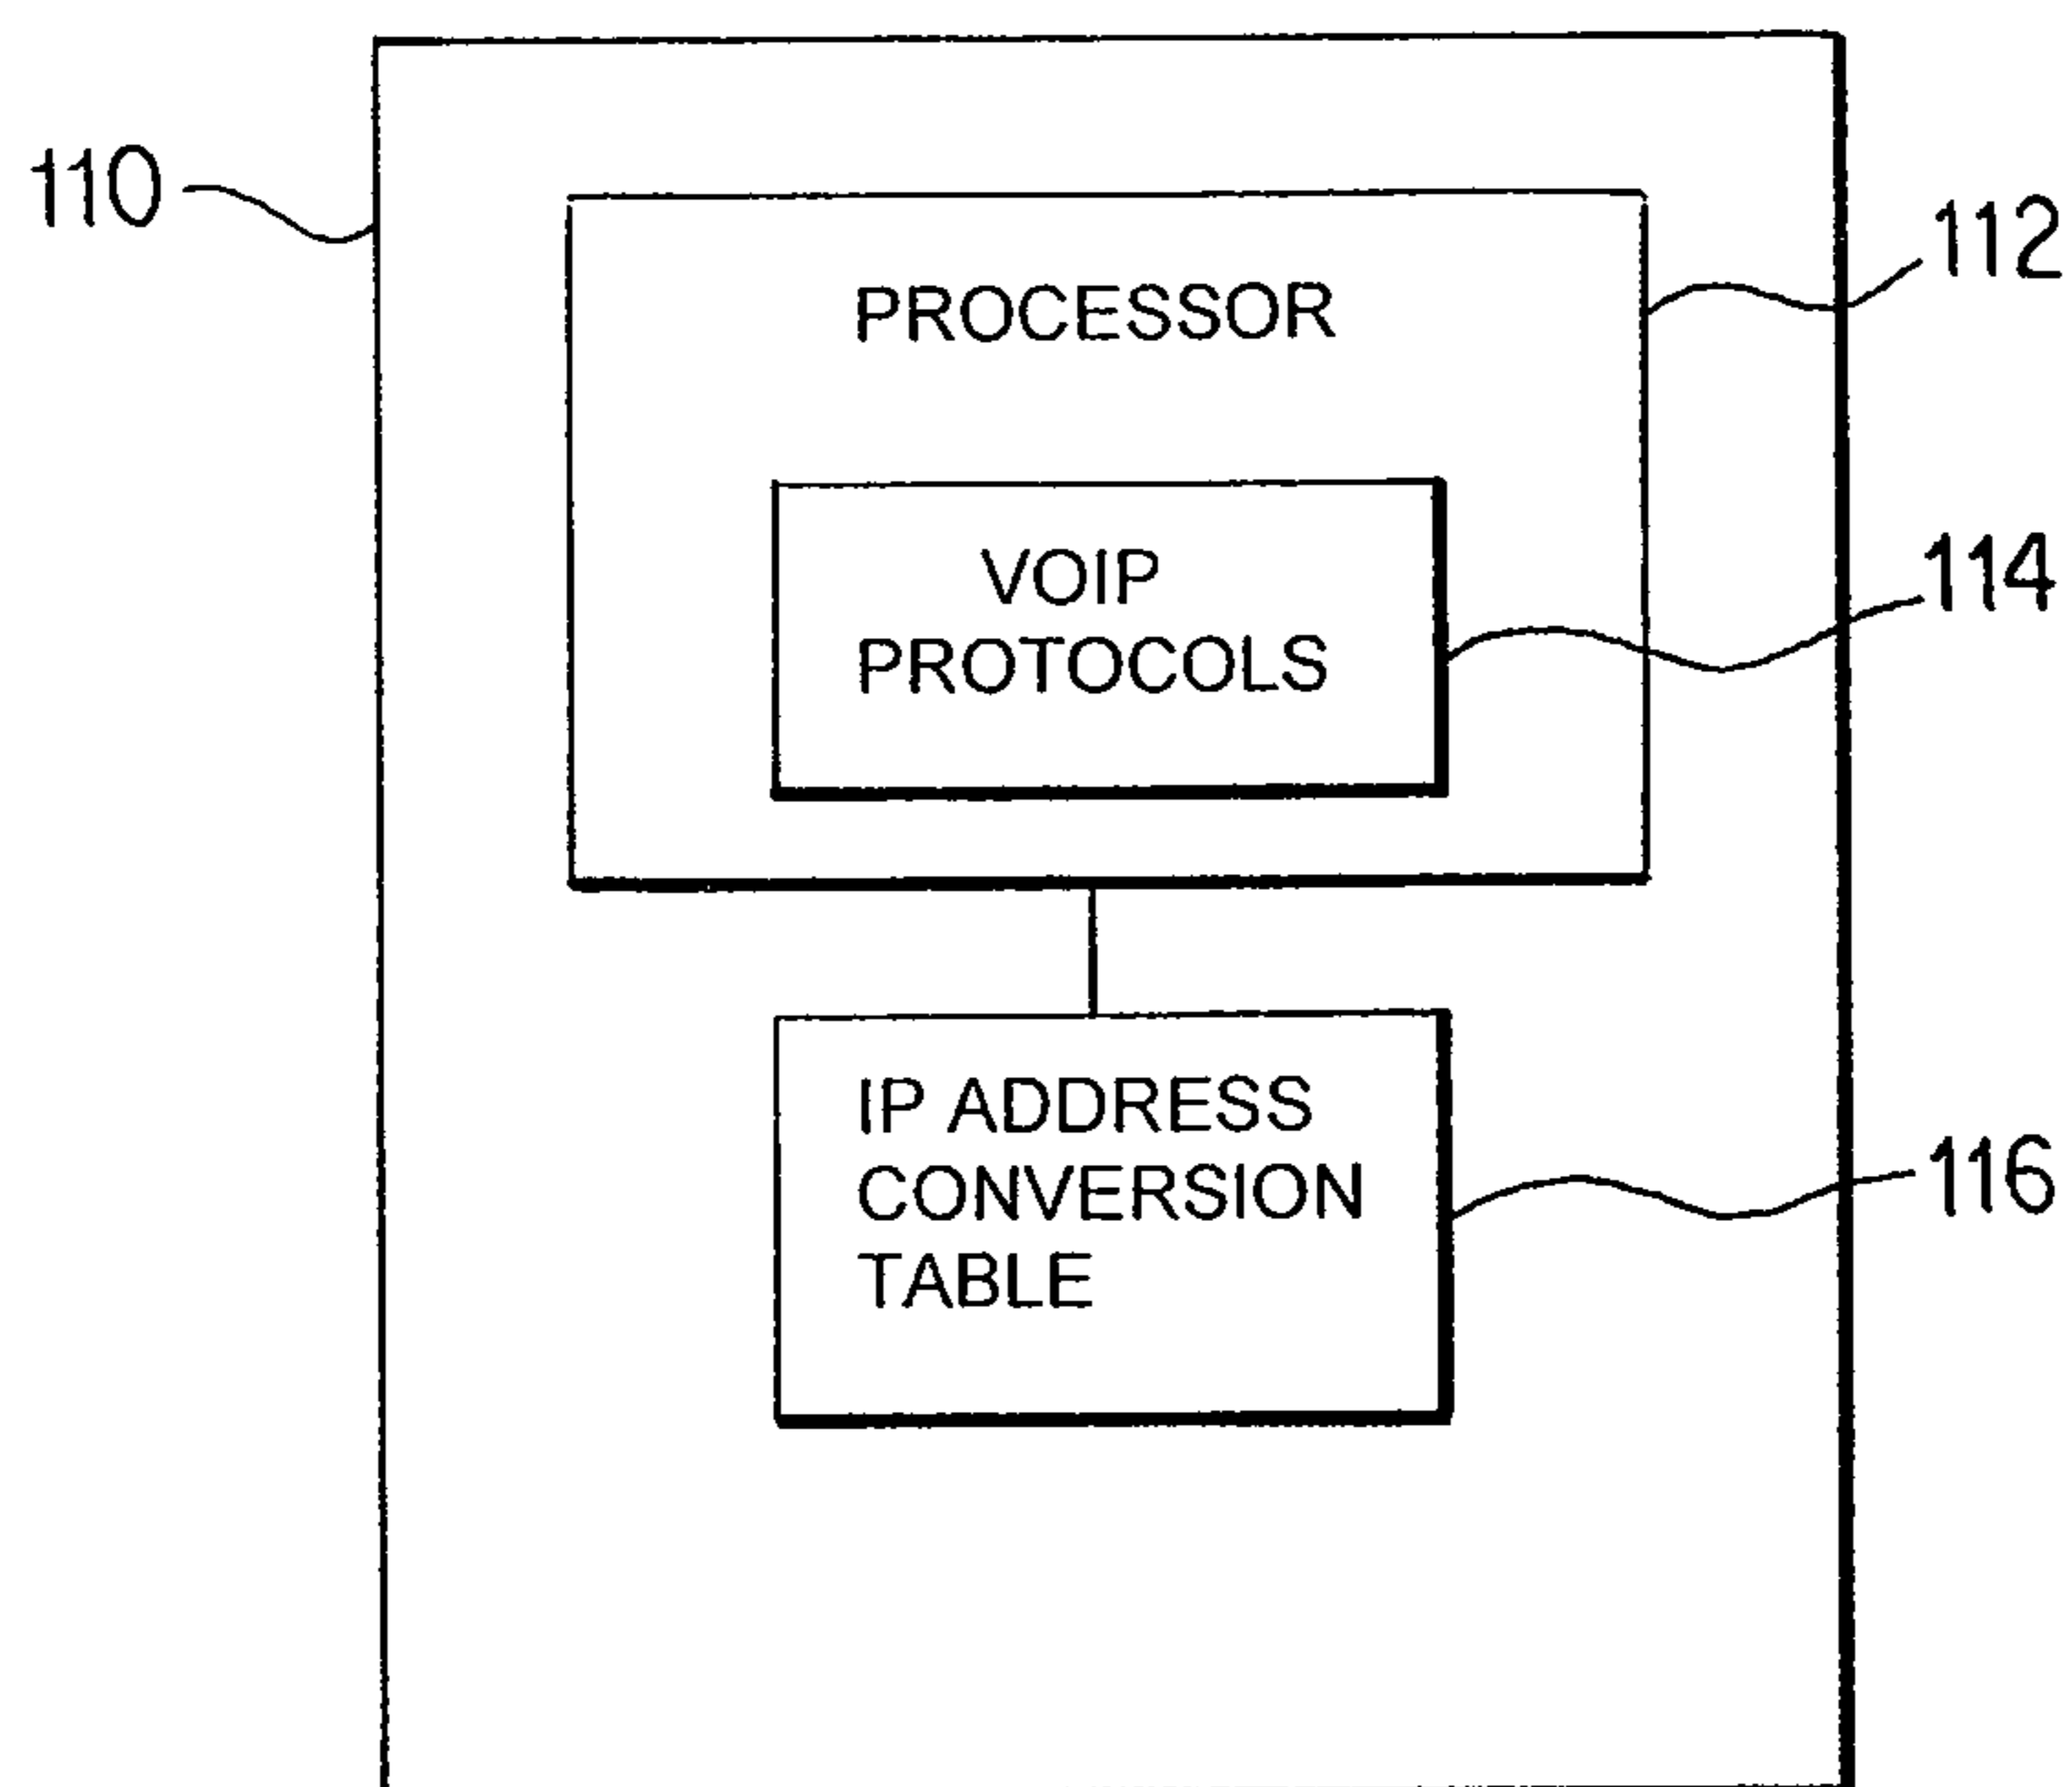 110
112
PROCESSOR
114
VOIP
PROTOCOLS
116
IP ADDRESS
CONVERSION
TABLE